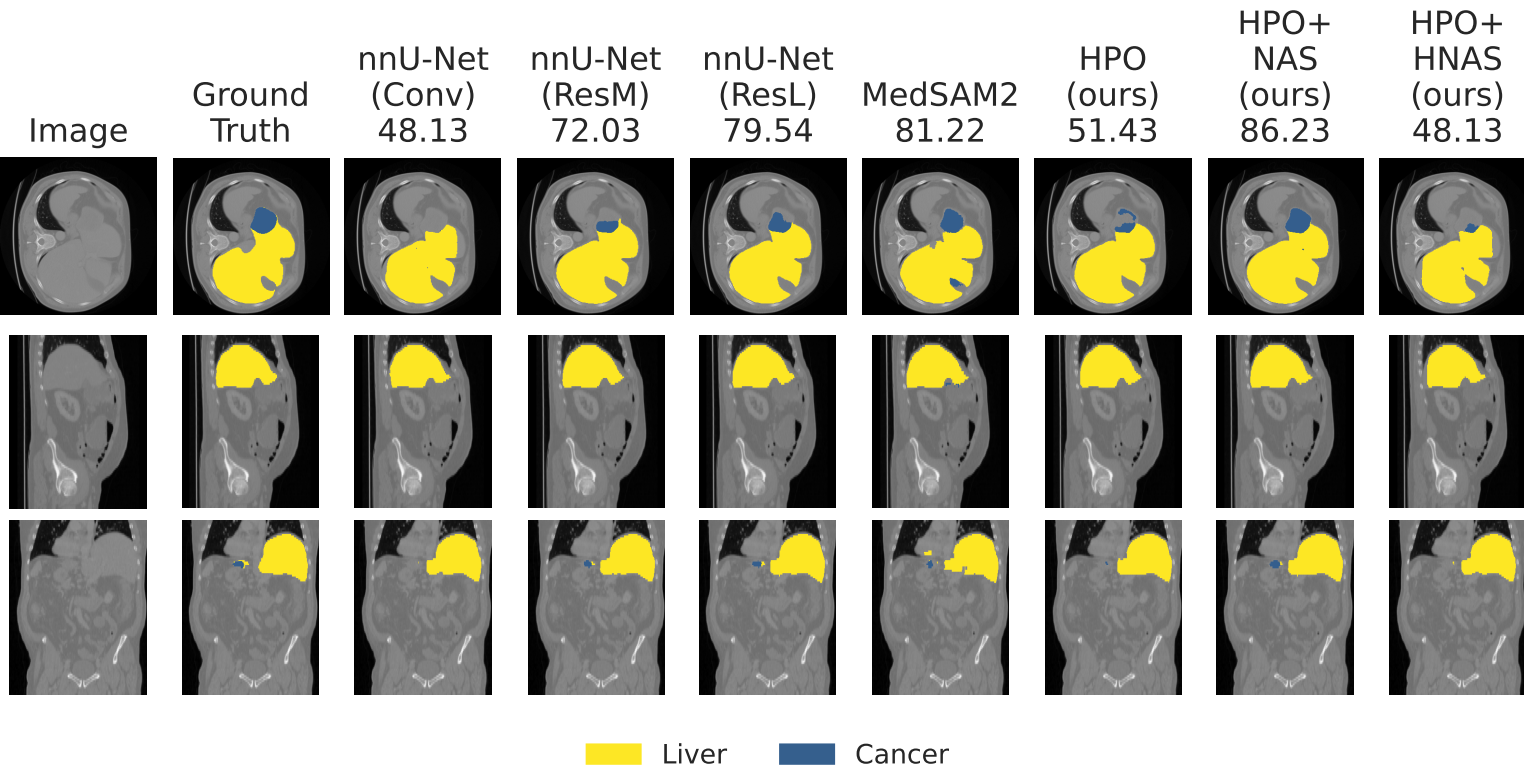 Image
Ground
Truth
nnU-Net
(Conv)
48.13
nnU-Net
(ResM)
72.03
nnU-Net
(ResL)
79.54
MedSAM2
81.22
HPO
(ours)
51.43
HPO+
NAS
(ours)
86.23
HPO+
HNAS
(ours)
48.13
Liver
Cancer